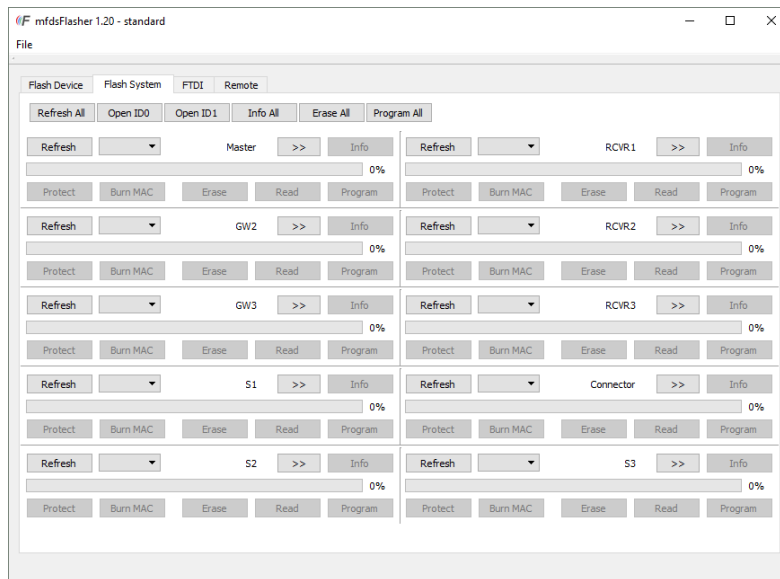 mfdsFlasher 1.20 - standard
File
Flash Device Flash System FTDI Remote
Refresh All Open ID0 Open ID1 Info All Erase All Program All
Refresh Master >> Info Refresh RCVR1 >> Info
0% 0%
Protect Burn MAC Erase Read Program Protect Burn MAC Erase Read Program
Refresh GW2 >> Info Refresh RCVR2 >> Info
0% 0%
Protect Burn MAC Erase Read Program Protect Burn MAC Erase Read Program
Refresh GW3 >> Info Refresh RCVR3 >> Info
0% 0%
Protect Burn MAC Erase Read Program Protect Burn MAC Erase Read Program
Refresh S1 >> Info Refresh Connector >> Info
0% 0%
Protect Burn MAC Erase Read Program Protect Burn MAC Erase Read Program
Refresh S2 >> Info Refresh S3 >> Info
0% 0%
Protect Burn MAC Erase Read Program Protect Burn MAC Erase Read Program